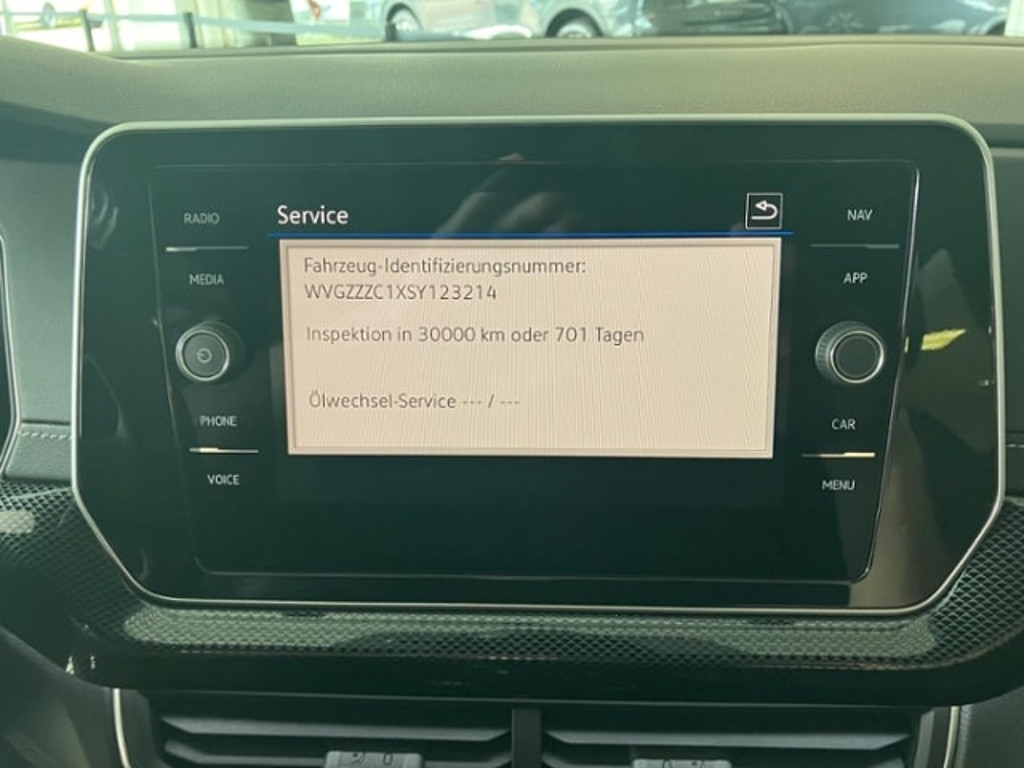 RADIO
MEDIA
PHONE
VOICE
Service
Fahrzeug-Identifizierungsnummer:
WVGZZZC1XSY123214
Inspektion in 30000 km oder 701 Tagen
Ölwechsel-Service --- / ---
NAV
APP
CAR
MENU
0